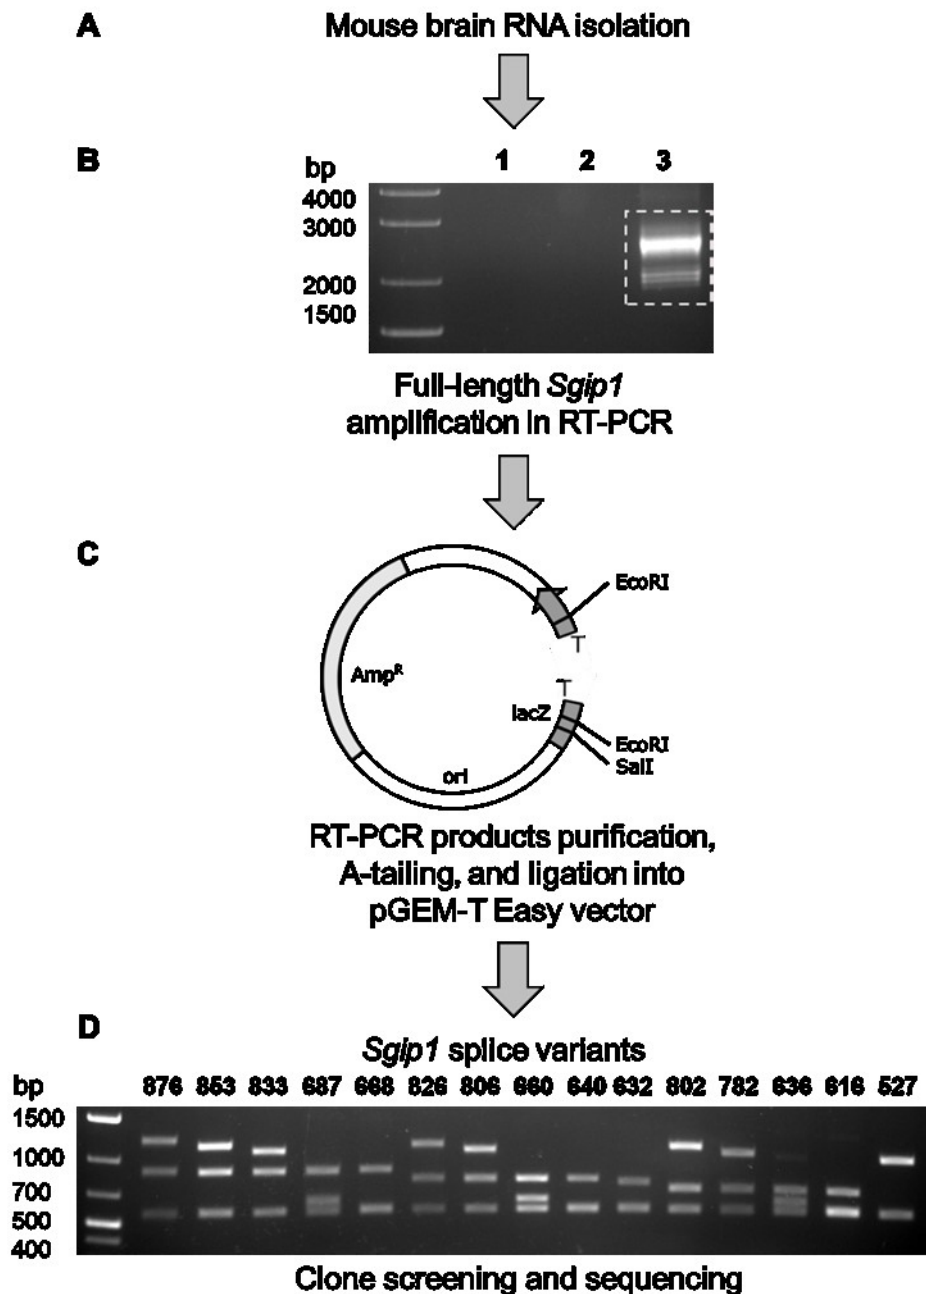 A
Mouse brain RNA isolation
B
bp 1 2 3
4000
3000
2000
1500
Full-length Sgip1
amplification in RT-PCR
C
EcoRI
T
Amp^R
T
lacZ
EcoRI
SalI
ori
RT-PCR products purification,
A-tailing, and ligation into
pGEM-T Easy vector
D
Sgip1 splice variants
bp 876 853 833 687 668 826 806 660 640 632 802 782 636 616 527
1500
1000
700
500
400
Clone screening and sequencing